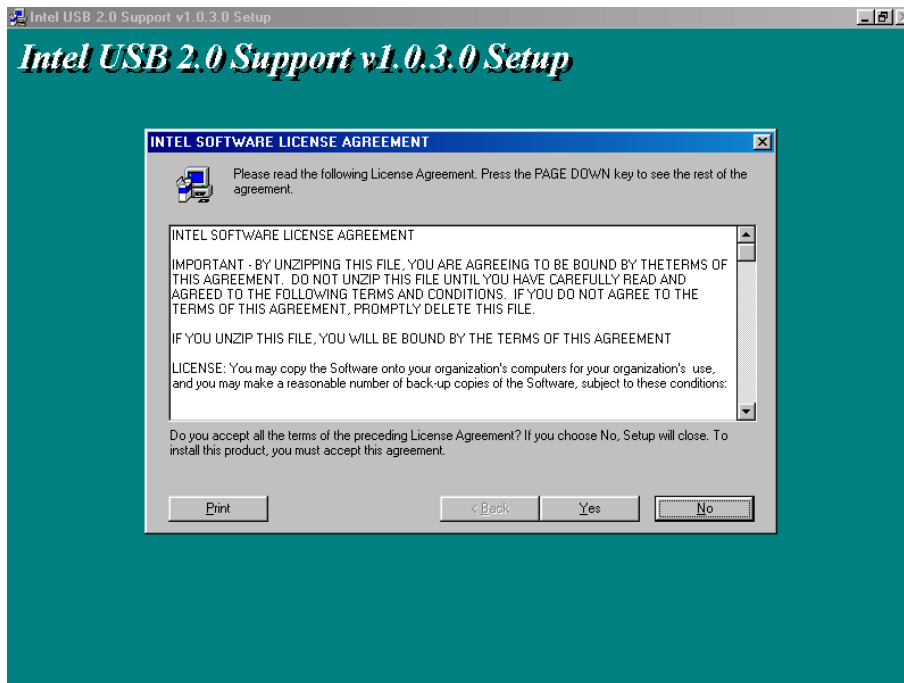 Intel USB 2.0 Support v1.0.3.0 Setup
Intel USB 2.0 Support v1.0.3.0 Setup
INTEL SOFTWARE LICENSE AGREEMENT
Please read the following License Agreement. Press the PAGE DOWN key to see the rest of the
agreement.
INTEL SOFTWARE LICENSE AGREEMENT
IMPORTANT - BY UNZIPPING THIS FILE, YOU ARE AGREEING TO BE BOUND BY THETERMS OF
THIS AGREEMENT. DO NOT UNZIP THIS FILE UNTIL YOU HAVE CAREFULLY READ AND
AGREED TO THE FOLLOWING TERMS AND CONDITIONS. IF YOU DO NOT AGREE TO THE
TERMS OF THIS AGREEMENT, PROMPTLY DELETE THIS FILE.
IF YOU UNZIP THIS FILE, YOU WILL BE BOUND BY THE TERMS OF THIS AGREEMENT
LICENSE: You may copy the Software onto your organization's computers for your organization's use,
and you may make a reasonable number of back-up copies of the Software, subject to these conditions:
Do you accept all the terms of the preceding License Agreement? If you choose No, Setup will close. To
install this product, you must accept this agreement.
Print
< Back
Yes
No